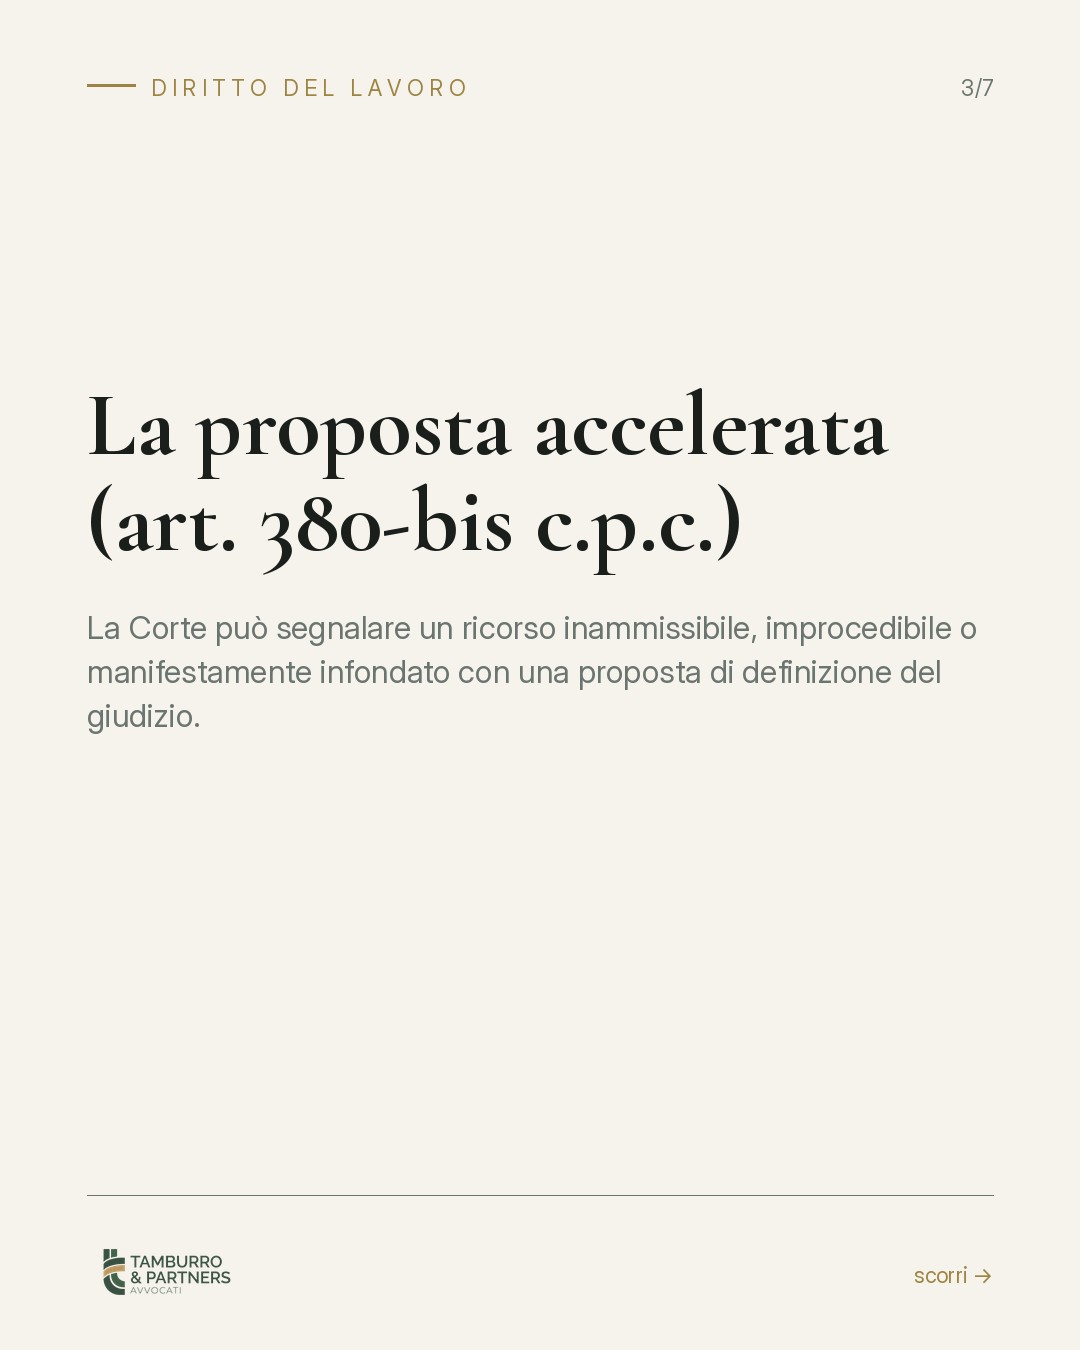 DIRITTO DEL LAVORO
3/7
La proposta accelerata
(art. 380-bis c.p.c.)
La Corte può segnalare un ricorso inammissibile, improcedibile o
manifestamente infondato con una proposta di definizione del
giudizio.
TAMBURRO
& PARTNERS
AVVOCATI
scorri →